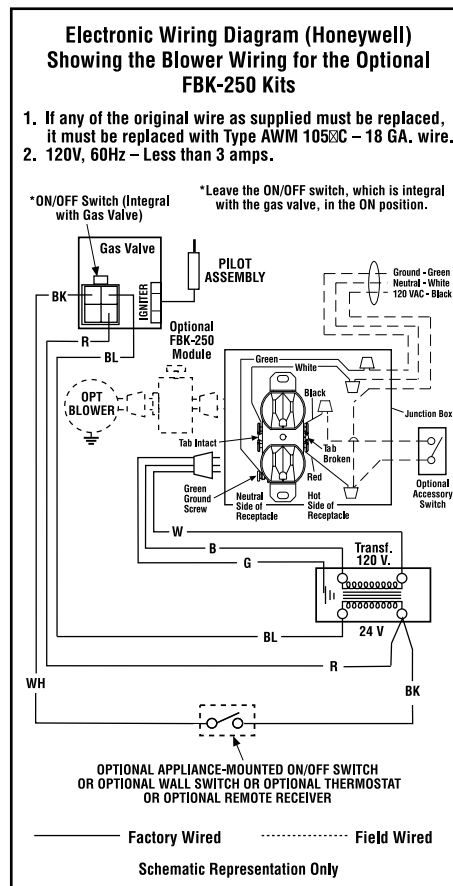 Electronic Wiring Diagram (Honeywell)
Showing the Blower Wiring for the Optional
FBK-250 Kits
1. If any of the original wire as supplied must be replaced,
it must be replaced with Type AWM 105☒C – 18 GA. wire.
2. 120V, 60Hz – Less than 3 amps.
*ON/OFF Switch (Integral
with Gas Valve)
*Leave the ON/OFF switch, which is integral
with the gas valve, in the ON position.
Gas Valve
IGNITER
PILOT
ASSEMBLY
BK
R
BL
Ground - Green
Neutral - White
120 VAC - Black
Optional
FBK-250
Module
OPT
BLOWER
Green
White
Black
Junction Box
Tab Intact
Tab
Broken
Red
Green
Ground
Screw
Neutral
Side of
Receptacle
Hot
Side of
Receptacle
Optional
Accessory
Switch
W
B
G
Transf.
120 V.
24 V
BL
R
WH
BK
OPTIONAL APPLIANCE-MOUNTED ON/OFF SWITCH
OR OPTIONAL WALL SWITCH OR OPTIONAL THERMOSTAT
OR OPTIONAL REMOTE RECEIVER
Factory Wired
Field Wired
Schematic Representation Only